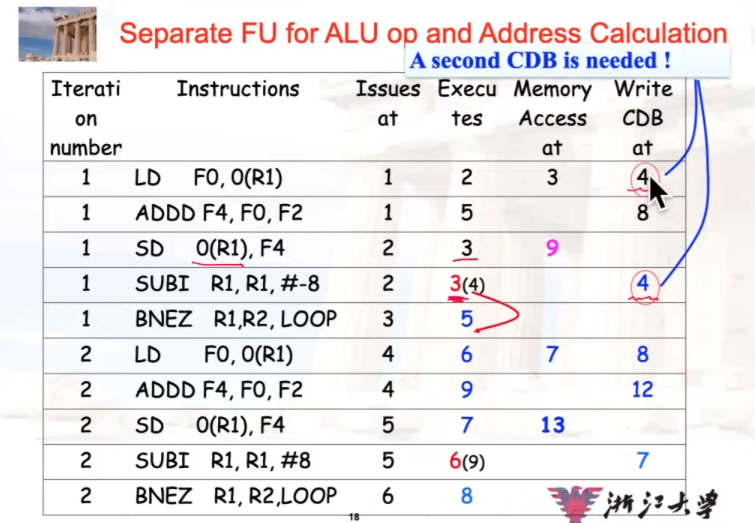 Separate FU for ALU op and Address Calculation
A second CDB is needed !
Iterati Instructions Issues Execu Memory Write
on at tes Access CDB
number at at
1 LD F0, 0(R1) 1 2 3 4
1 ADDD F4, F0, F2 1 5 8
1 SD 0(R1), F4 2 3 9
1 SUBI R1, R1, #-8 2 3(4) 4
1 BNEZ R1,R2, LOOP 3 5
2 LD F0, 0(R1) 4 6 7 8
2 ADDD F4, F0, F2 4 9 12
2 SD 0(R1), F4 5 7 13
2 SUBI R1, R1, #8 5 6(9) 7
2 BNEZ R1, R2,LOOP 6 8
18
浙江大学